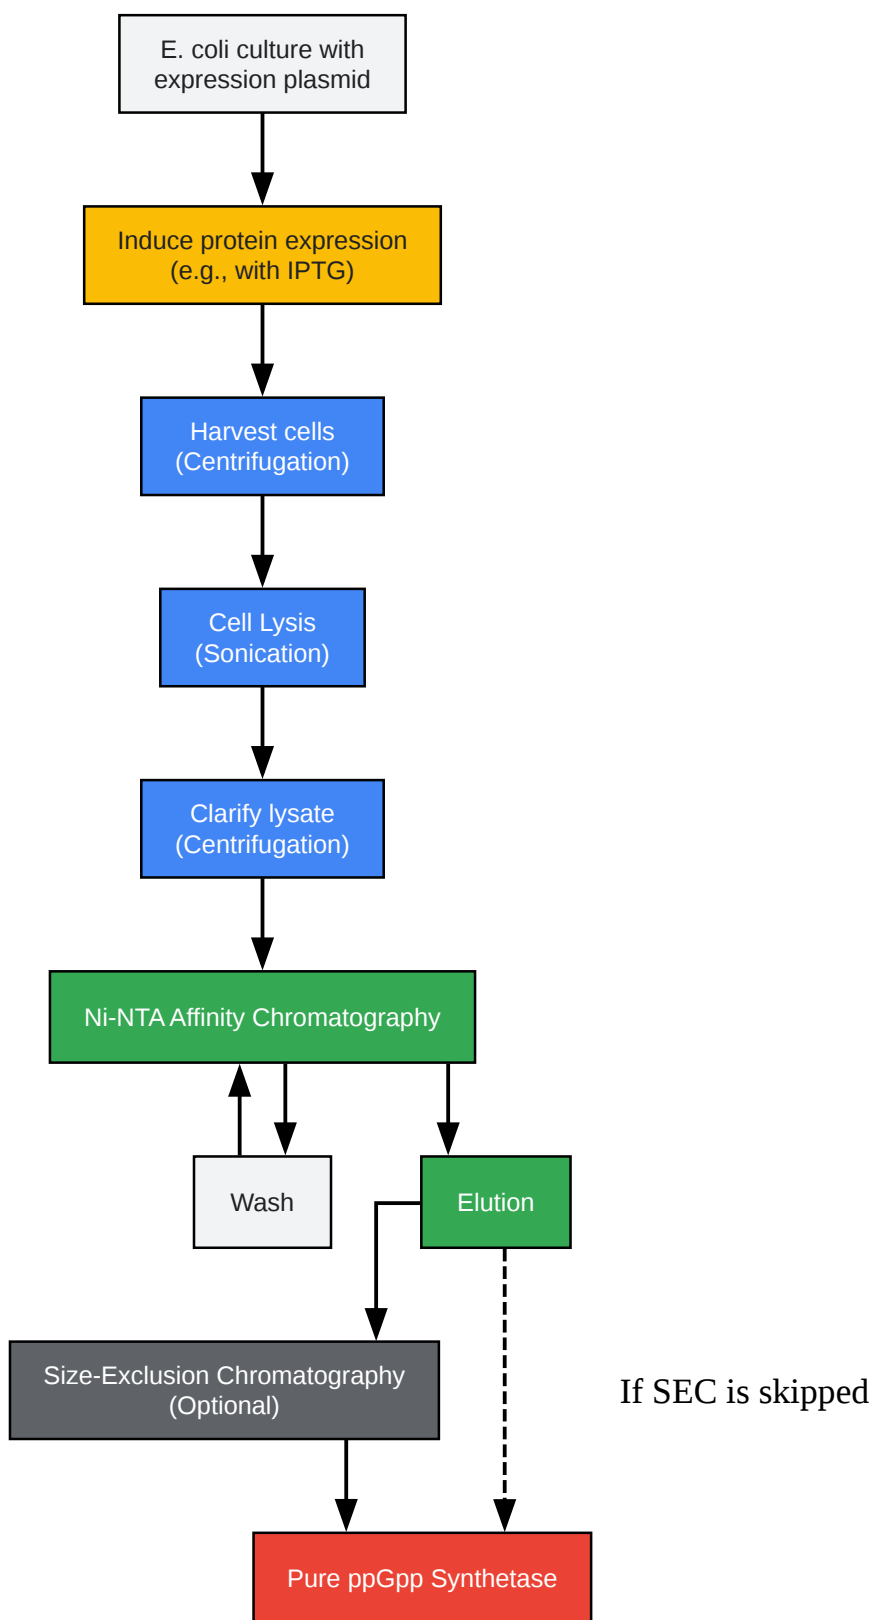 E. coli culture with
expression plasmid
Induce protein expression
(e.g., with IPTG)
Harvest cells
(Centrifugation)
Cell Lysis
(Sonication)
Clarify lysate
(Centrifugation)
Ni-NTA Affinity Chromatography
Wash
Elution
Size-Exclusion Chromatography
(Optional)
If SEC is skipped
Pure ppGpp Synthetase